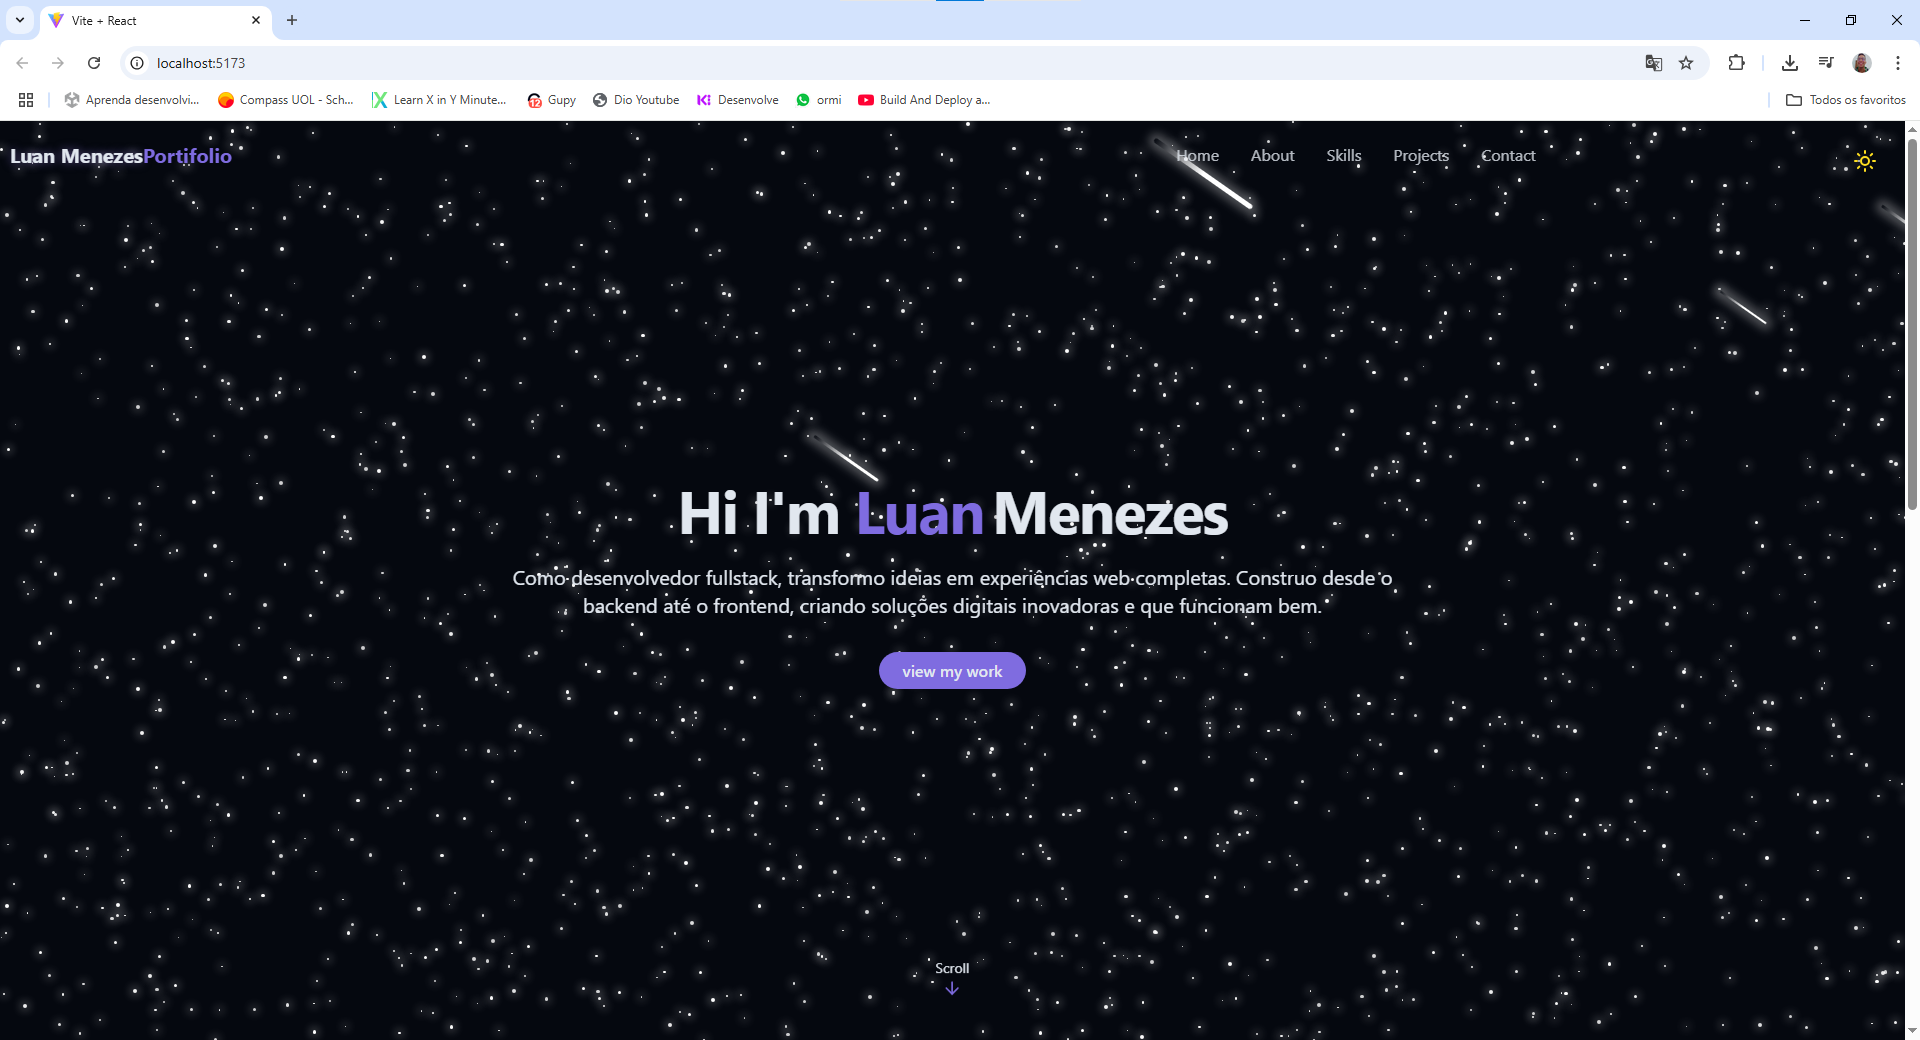 Vite + React
localhost:5173
Aprenda desenvolvi...
Compass UOL - Sch...
Learn X in Y Minute...
Gupy
Dio Youtube
Desenvolve
ormi
Build And Deploy a...
Todos os favoritos
Luan MenezesPortifolio
Home About Skills Projects Contact
Hi I'm Luan Menezes
Como desenvolvedor fullstack, transformo ideias em experiências web completas. Construo desde o
backend até o frontend, criando soluções digitais inovadoras e que funcionam bem.
view my work
Scroll